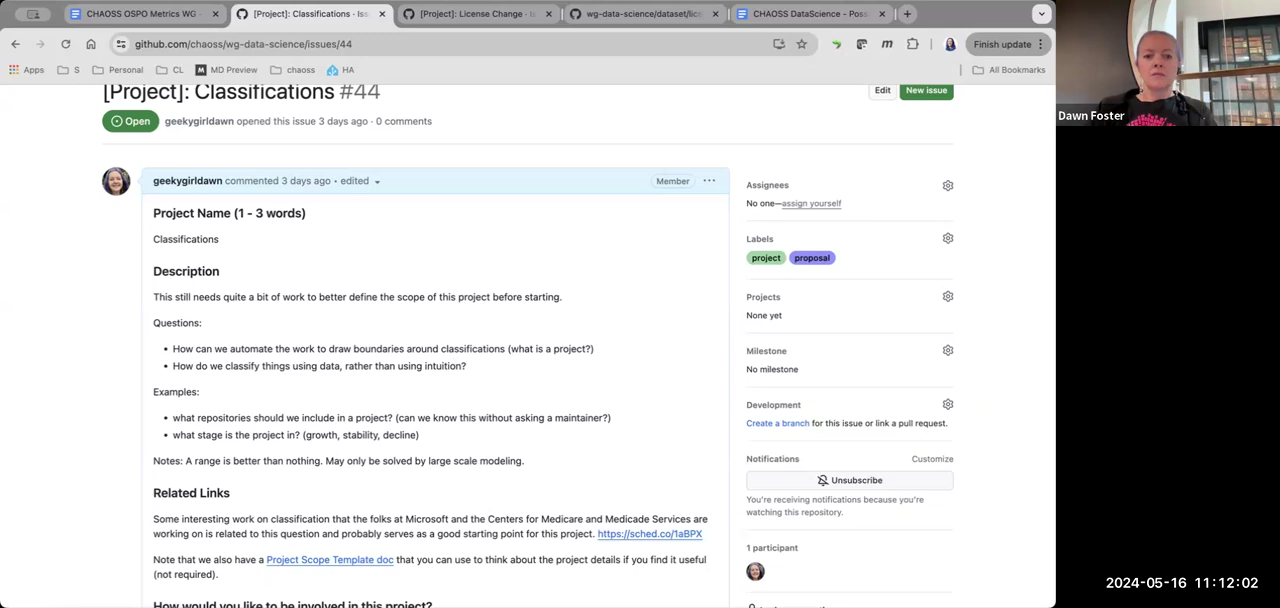 CHAOSS OSPO Metrics WG
[Project]: Classifications · Iss
[Project]: License Change · Is
wg-data-science/dataset/lice
CHAOSS DataScience - Poss
github.com/chaoss/wg-data-science/issues/44
Finish update
Apps
S
Personal
CL
MD Preview
chaoss
HA
All Bookmarks
[Project]: Classifications #44
Edit
New issue
Open
geekygirldawn opened this issue 3 days ago · 0 comments
geekygirldawn commented 3 days ago • edited
Member
Project Name (1 - 3 words)
Classifications
Description
This still needs quite a bit of work to better define the scope of this project before starting.
Questions:
• How can we automate the work to draw boundaries around classifications (what is a project?)
• How do we classify things using data, rather than using intuition?
Examples:
• what repositories should we include in a project? (can we know this without asking a maintainer?)
• what stage is the project in? (growth, stability, decline)
Notes: A range is better than nothing. May only be solved by large scale modeling.
Related Links
Some interesting work on classification that the folks at Microsoft and the Centers for Medicare and Medicade Services are
working on is related to this question and probably serves as a good starting point for this project. https://sched.co/1aBPX
Note that we also have a Project Scope Template doc that you can use to think about the project details if you find it useful
(not required).
How would you like to be involved in this project?
Assignees
No one—assign yourself
Labels
project proposal
Projects
None yet
Milestone
No milestone
Development
Create a branch for this issue or link a pull request.
Notifications
Customize
Unsubscribe
You're receiving notifications because you're
watching this repository.
1 participant
Dawn Foster
2024-05-16 11:12:02